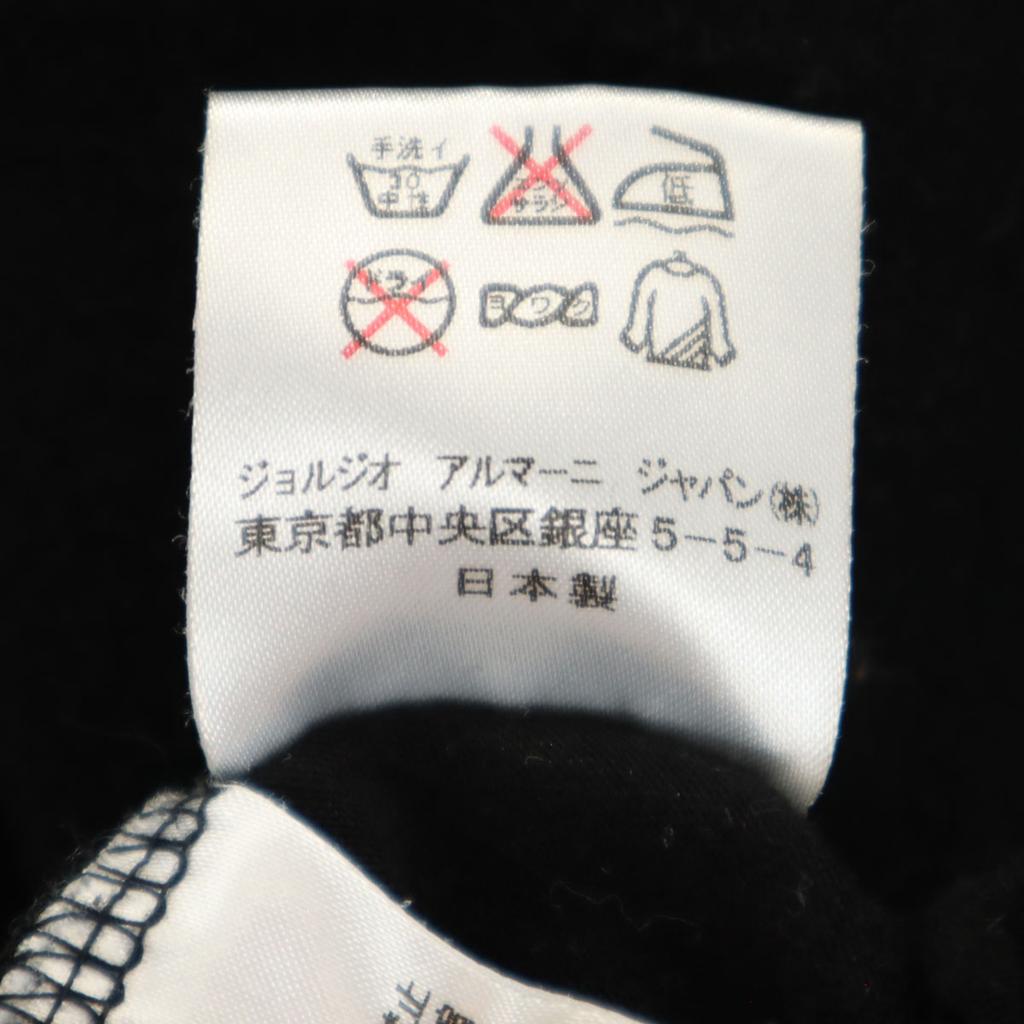 手洗イ
30
中性
エンソ
サラシ
低
ドライ
ヨワク
ジョルジオ アルマーニ ジャパン(株)
東京都中央区銀座5-5-4
日本製